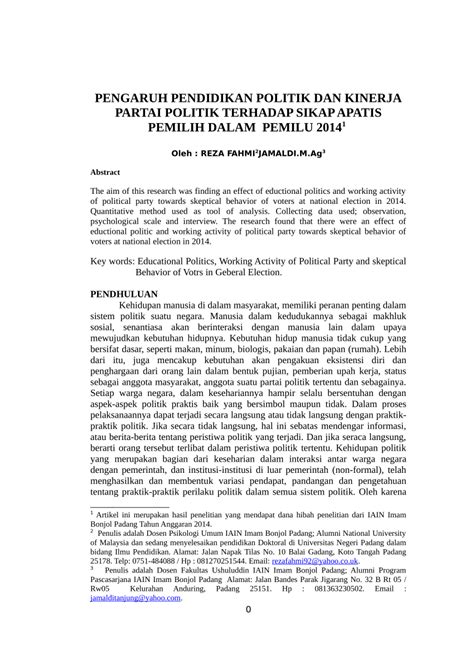 PENGARUH PENDIDIKAN POLITIK DAN KINERJA
PARTAI POLITIK TERHADAP SIKAP APATIS
PEMILIH DALAM PEMILU 2014¹
Oleh : REZA FAHMI²JAMALDI.M.Ag³
Abstract
The aim of this research was finding an effect of eductional politics and working activity
of political party towards skeptical behavior of voters at national election in 2014.
Quantitative method used as tool of analysis. Collecting data used; observation,
psychological scale and interview. The research found that there were an effect of
eductional politic and working activity of political party towards skeptical behavior of
voters at national election in 2014.
Key words: Educational Politics, Working Activity of Political Party and skeptical
Behavior of Votrs in Geberal Election.
PENDHULUAN
Kehidupan manusia di dalam masyarakat, memiliki peranan penting dalam
sistem politik suatu negara. Manusia dalam kedudukannya sebagai makhluk
sosial, senantiasa akan berinteraksi dengan manusia lain dalam upaya
mewujudkan kebutuhan hidupnya. Kebutuhan hidup manusia tidak cukup yang
bersifat dasar, seperti makan, minum, biologis, pakaian dan papan (rumah). Lebih
dari itu, juga mencakup kebutuhan akan pengakuan eksistensi diri dan
penghargaan dari orang lain dalam bentuk pujian, pemberian upah kerja, status
sebagai anggota masyarakat, anggota suatu partai politik tertentu dan sebagainya.
Setiap warga negara, dalam kesehariannya hampir selalu bersentuhan dengan
aspek-aspek politik praktis baik yang bersimbol maupun tidak. Dalam proses
pelaksanaannya dapat terjadi secara langsung atau tidak langsung dengan praktik-
praktik politik. Jika secara tidak langsung, hal ini sebatas mendengar informasi,
atau berita-berita tentang peristiwa politik yang terjadi. Dan jika seraca langsung,
berarti orang tersebut terlibat dalam peristiwa politik tertentu. Kehidupan politik
yang merupakan bagian dari keseharian dalam interaksi antar warga negara
dengan pemerintah, dan institusi-institusi di luar pemerintah (non-formal), telah
menghasilkan dan membentuk variasi pendapat, pandangan dan pengetahuan
tentang praktik-praktik perilaku politik dalam semua sistem politik. Oleh karena
¹ Artikel ini merupakan hasil penelitian yang mendapat dana hibah penelitian dari IAIN Imam
Bonjol Padang Tahun Anggaran 2014.
² Penulis adalah Dosen Psikologi Umum IAIN Imam Bonjol Padang; Alumni National University
of Malaysia dan sedang menyelesaikan pendidikan Doktoral di Universitas Negeri Padang dalam
bidang Ilmu Pendidikan. Alamat: Jalan Napak Tilas No. 10 Balai Gadang, Koto Tangah Padang
25178. Telp: 0751-484088 / Hp : 081270251544. Email: rezafahmi92@yahoo.co.uk.
³ Penulis adalah Dosen Fakultas Ushuluddin IAIN Imam Bonjol Padang; Alumni Program
Pascasarjana IAIN Imam Bonjol Padang Alamat: Jalan Bandes Parak Jigarang No. 32 B Rt 05 /
Rw05 Kelurahan Anduring, Padang 25151. Hp : 081363230502. Email :
jamalditanjung@yahoo.com.
0